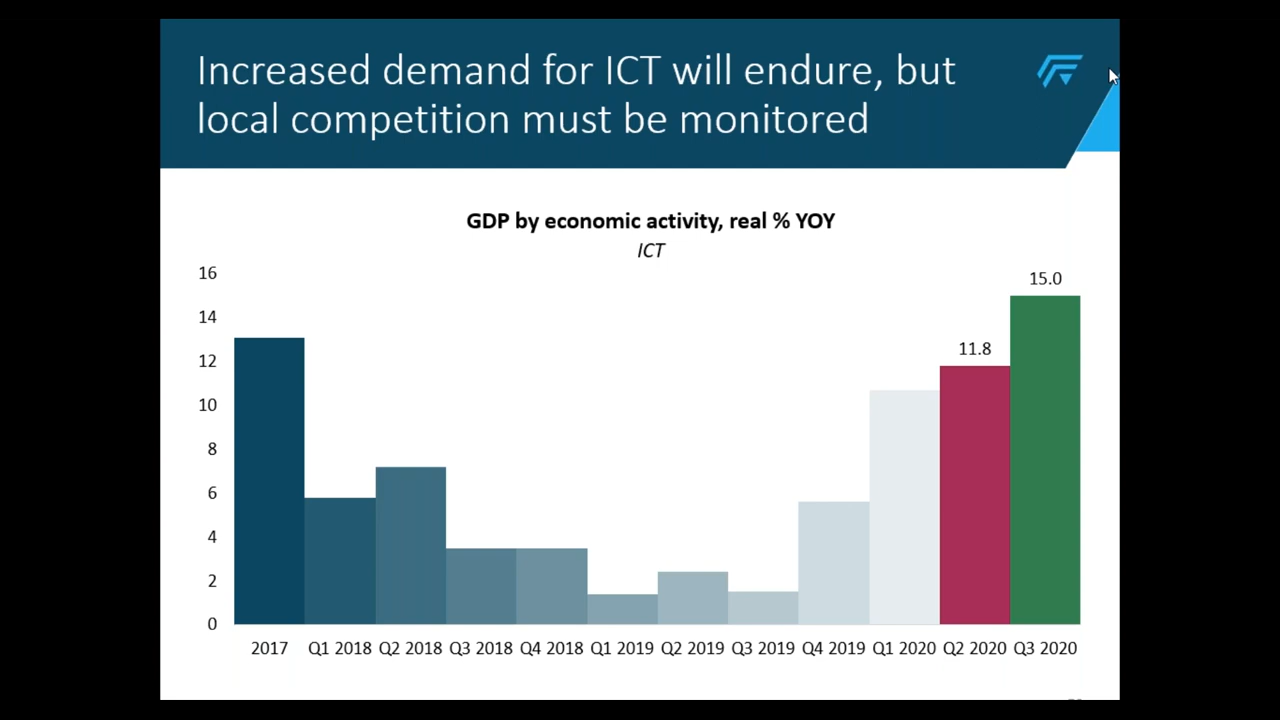 Increased demand for ICT will endure, but
local competition must be monitored
GDP by economic activity, real % YOY
ICT
16
14
12
10
8
6
4
2
0
15.0
11.8
2017 Q1 2018 Q2 2018 Q3 2018 Q4 2018 Q1 2019 Q2 2019 Q3 2019 Q4 2019 Q1 2020 Q2 2020 Q3 2020